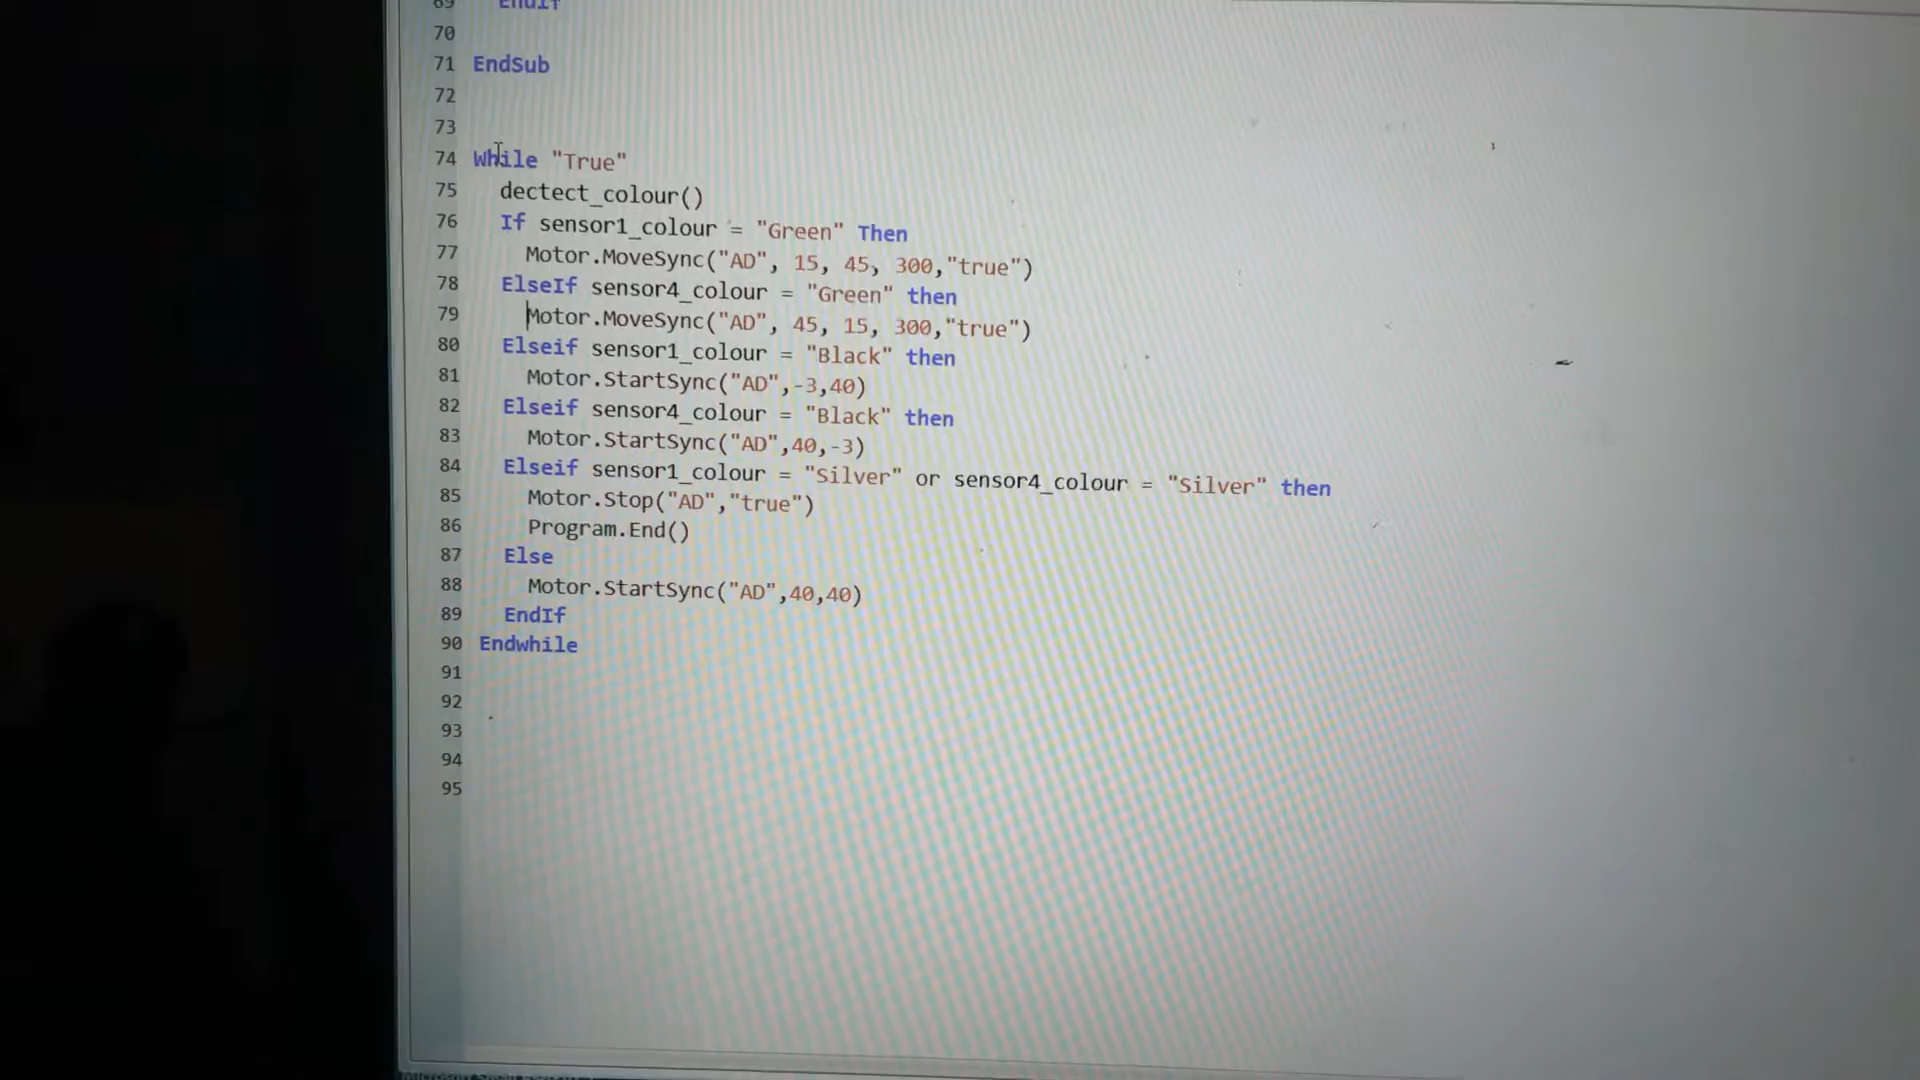 69 EndIf
70
71 EndSub
72
73
74 While "True"
75 dectect_colour()
76 If sensor1_colour = "Green" Then
77 Motor.MoveSync("AD", 15, 45, 300,"true")
78 ElseIf sensor4_colour = "Green" then
79 Motor.MoveSync("AD", 45, 15, 300,"true")
80 Elseif sensor1_colour = "Black" then
81 Motor.StartSync("AD",-3,40)
82 Elseif sensor4_colour = "Black" then
83 Motor.StartSync("AD",40,-3)
84 Elseif sensor1_colour = "Silver" or sensor4_colour = "Silver" then
85 Motor.Stop("AD","true")
86 Program.End()
87 Else
88 Motor.StartSync("AD",40,40)
89 EndIf
90 Endwhile
91
92
93
94
95